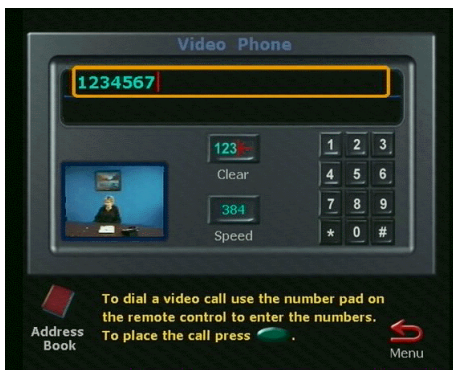 Video Phone
1234567
123
Clear
384
Speed
1 2 3
4 5 6
7 8 9
* 0 #
To dial a video call use the number pad on
the remote control to enter the numbers.
To place the call press .
Address
Book
Menu